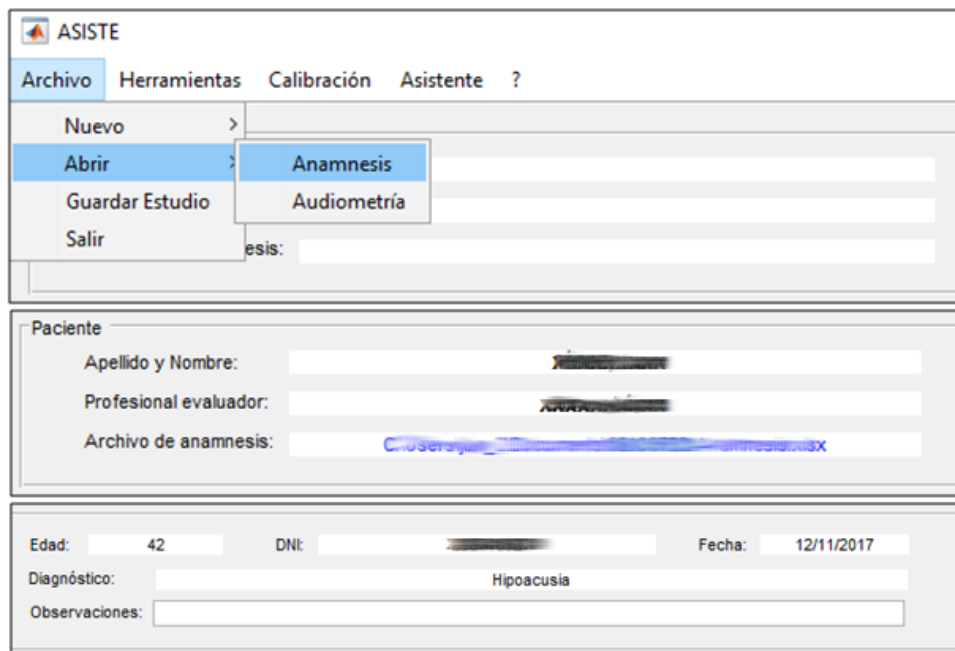 ASISTE
Archivo Herramientas Calibración Asistente ?
Nuevo >
Abrir > Anamnesis
Guardar Estudio Audiometría
Salir
esis:
Paciente
Apellido y Nombre:
Profesional evaluador:
Archivo de anamnesis:
Edad: 42 DNI: Fecha: 12/11/2017
Diagnóstico: Hipoacusia
Observaciones: